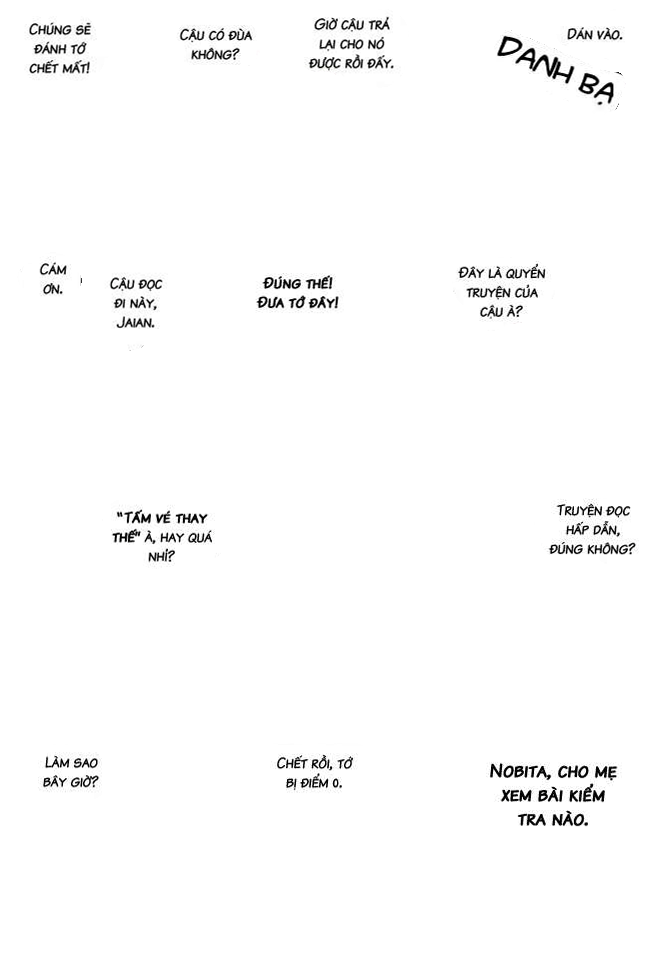 CHÚNG SẼ
ĐÁNH TỚ
CHẾT MẤT!
CẬU CÓ ĐÙA
KHÔNG?
GIỜ CẬU TRẢ
LẠI CHO NÓ
ĐƯỢC RỒI ĐẤY.
DÁN VÀO.
DANH BẠ
CÁM
ƠN.
CẬU ĐỌC
ĐI NÀY,
JAIAN.
ĐÚNG THẾ!
ĐƯA TỚ ĐÂY!
ĐÂY LÀ QUYỂN
TRUYỆN CỦA
CẬU À?
"TẤM VÉ THAY
THẾ" À, HAY QUÁ
NHỈ?
TRUYỆN ĐỌC
HẤP DẪN,
ĐÚNG KHÔNG?
LÀM SAO
BÂY GIỜ?
CHẾT RỒI, TỚ
BỊ ĐIỂM 0.
NOBITA, CHO MẸ
XEM BÀI KIỂM
TRA NÀO.